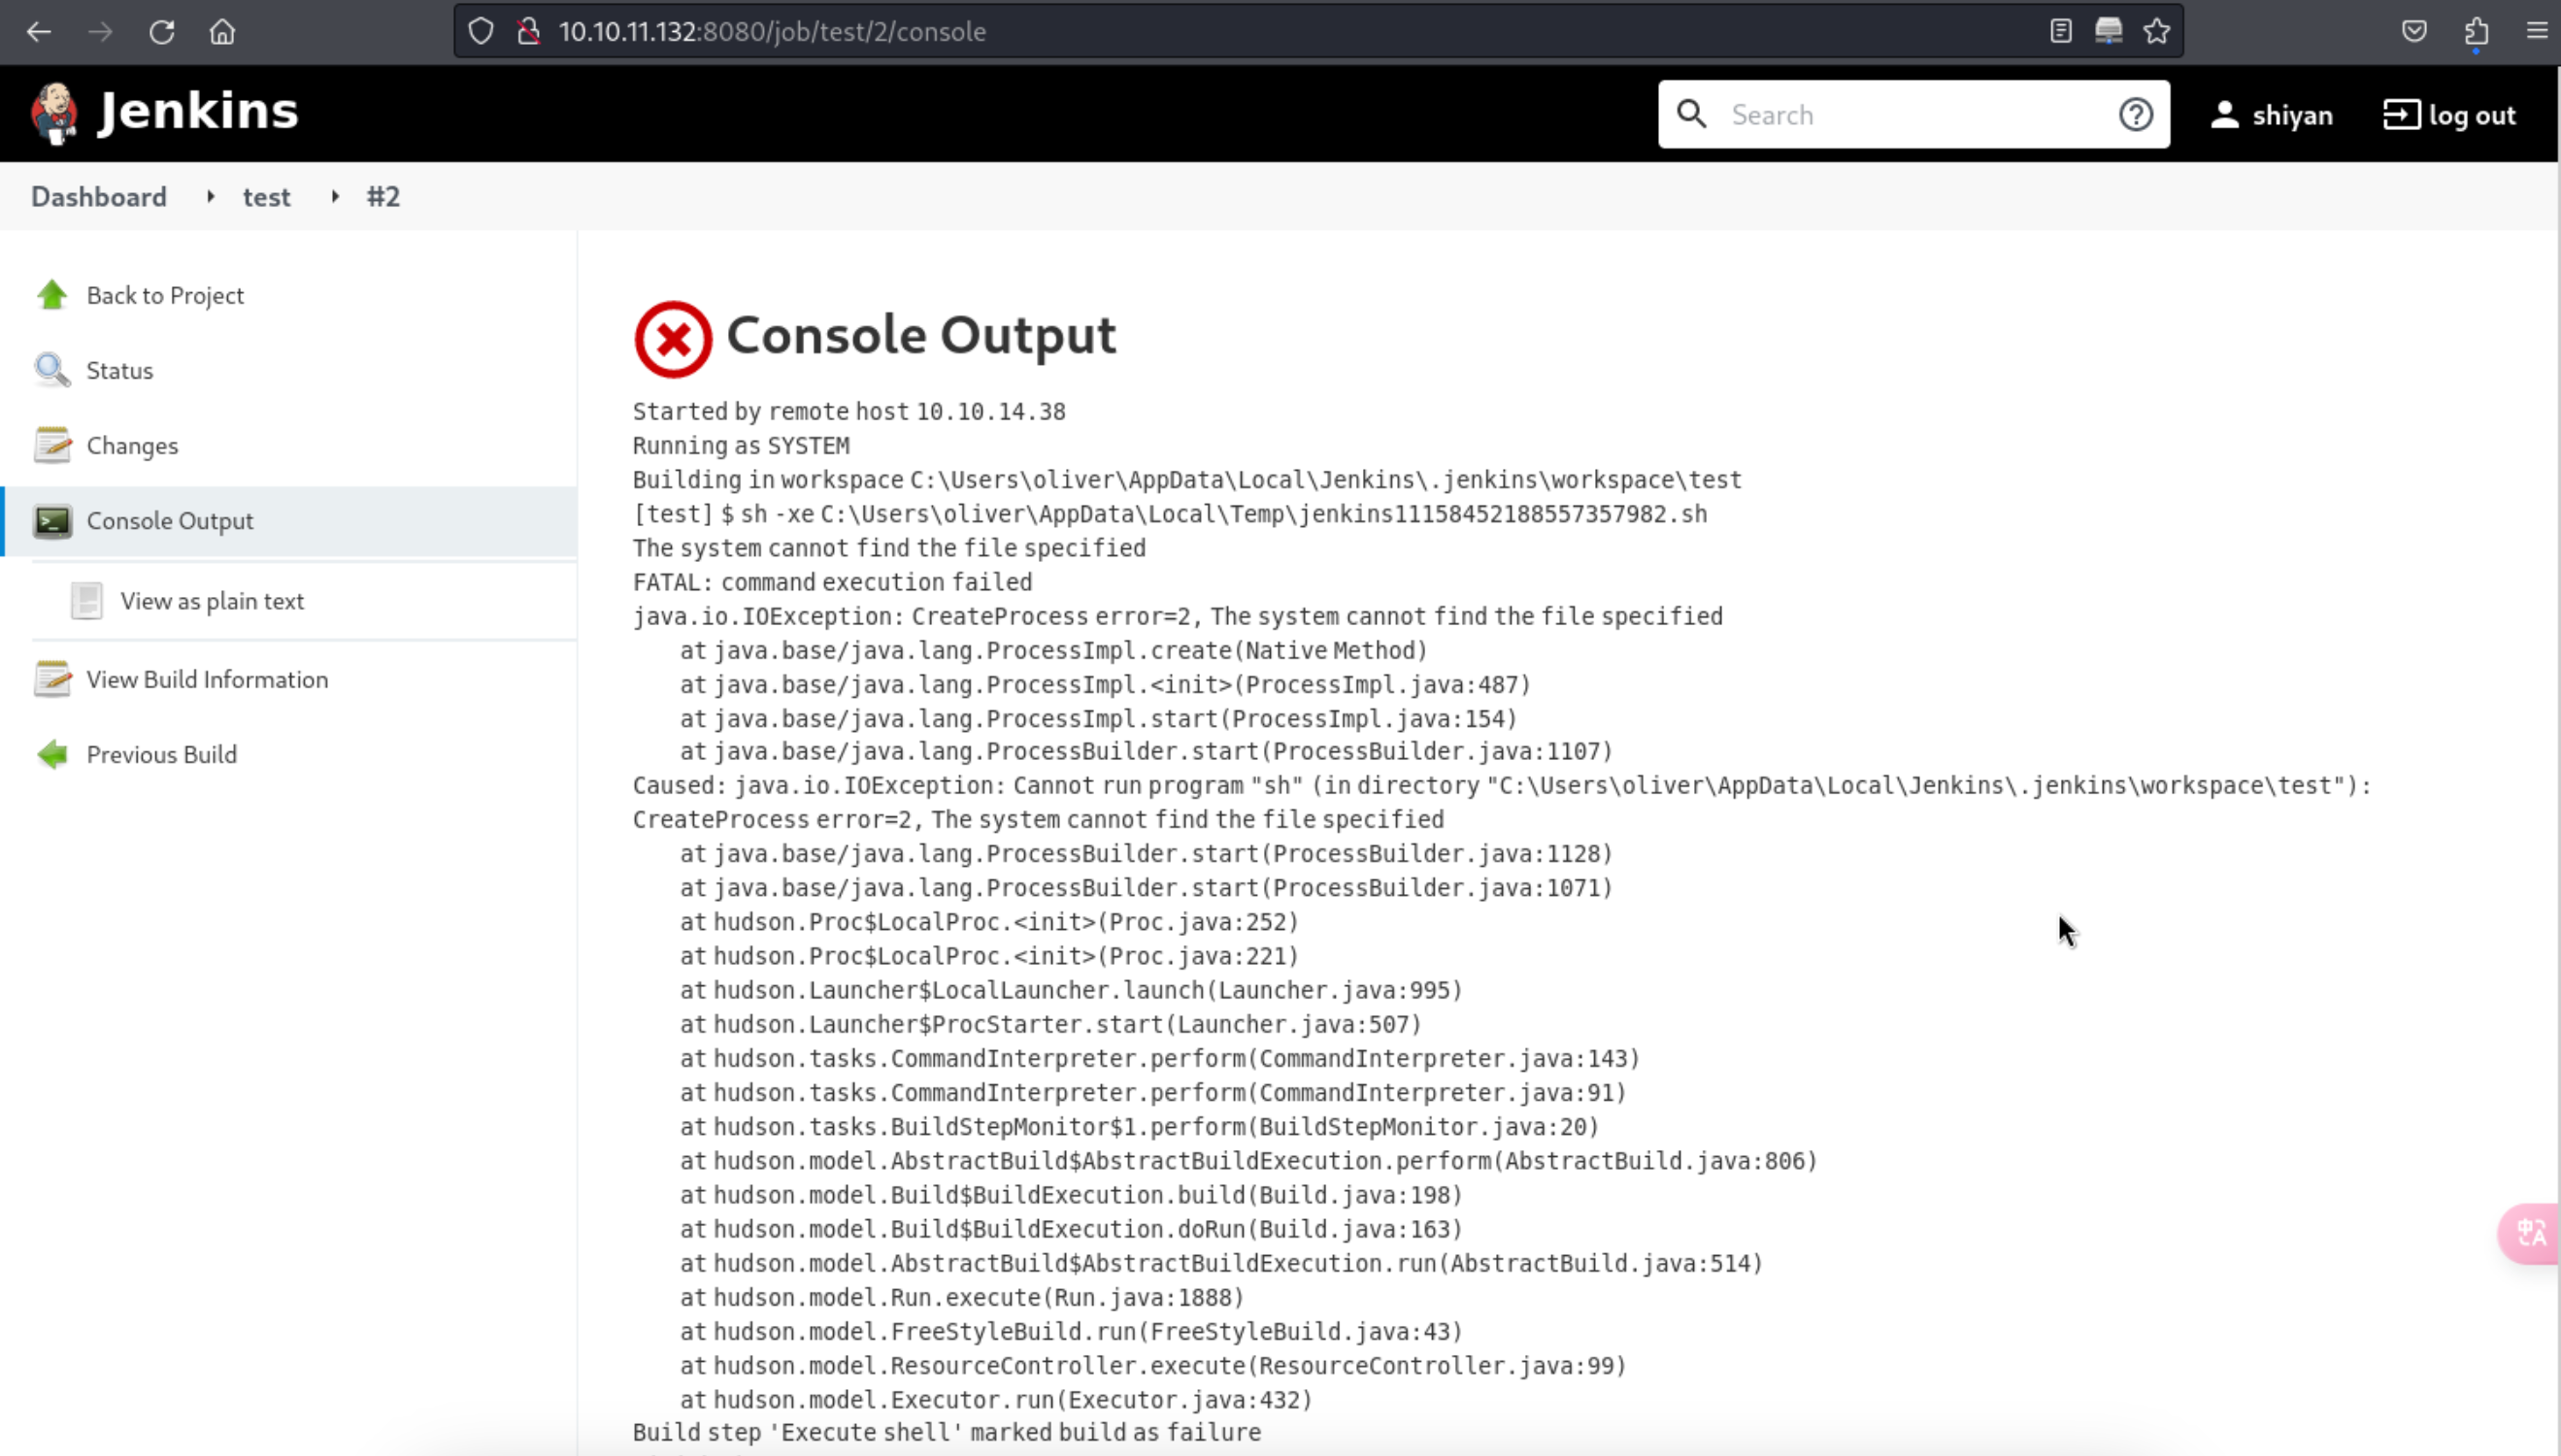 10.10.11.132:8080/job/test/2/console
Jenkins
Search
shiyan
log out
Dashboard
test
#2
Back to Project
Status
Changes
Console Output
View as plain text
View Build Information
Previous Build
Console Output
Started by remote host 10.10.14.38
Running as SYSTEM
Building in workspace C:\Users\oliver\AppData\Local\Jenkins\.jenkins\workspace\test
[test] $ sh -xe C:\Users\oliver\AppData\Local\Temp\jenkins11158452188557357982.sh
The system cannot find the file specified
FATAL: command execution failed
java.io.IOException: CreateProcess error=2, The system cannot find the file specified
at java.base/java.lang.ProcessImpl.create(Native Method)
at java.base/java.lang.ProcessImpl.<init>(ProcessImpl.java:487)
at java.base/java.lang.ProcessImpl.start(ProcessImpl.java:154)
at java.base/java.lang.ProcessBuilder.start(ProcessBuilder.java:1107)
Caused: java.io.IOException: Cannot run program "sh" (in directory "C:\Users\oliver\AppData\Local\Jenkins\.jenkins\workspace\test"):
CreateProcess error=2, The system cannot find the file specified
at java.base/java.lang.ProcessBuilder.start(ProcessBuilder.java:1128)
at java.base/java.lang.ProcessBuilder.start(ProcessBuilder.java:1071)
at hudson.Proc$LocalProc.<init>(Proc.java:252)
at hudson.Proc$LocalProc.<init>(Proc.java:221)
at hudson.Launcher$LocalLauncher.launch(Launcher.java:995)
at hudson.Launcher$ProcStarter.start(Launcher.java:507)
at hudson.tasks.CommandInterpreter.perform(CommandInterpreter.java:143)
at hudson.tasks.CommandInterpreter.perform(CommandInterpreter.java:91)
at hudson.tasks.BuildStepMonitor$1.perform(BuildStepMonitor.java:20)
at hudson.model.AbstractBuild$AbstractBuildExecution.perform(AbstractBuild.java:806)
at hudson.model.Build$BuildExecution.build(Build.java:198)
at hudson.model.Build$BuildExecution.doRun(Build.java:163)
at hudson.model.AbstractBuild$AbstractBuildExecution.run(AbstractBuild.java:514)
at hudson.model.Run.execute(Run.java:1888)
at hudson.model.FreeStyleBuild.run(FreeStyleBuild.java:43)
at hudson.model.ResourceController.execute(ResourceController.java:99)
at hudson.model.Executor.run(Executor.java:432)
Build step 'Execute shell' marked build as failure